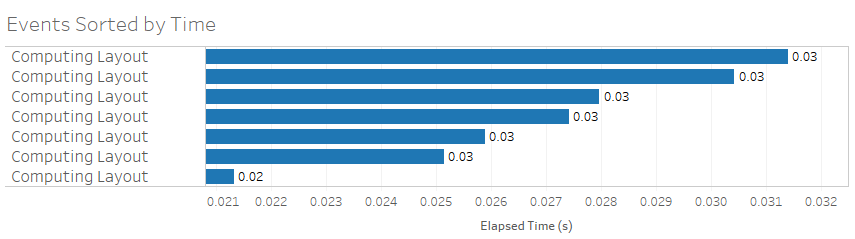 Events Sorted by Time
Computing Layout 0.03
Computing Layout 0.03
Computing Layout 0.03
Computing Layout 0.03
Computing Layout 0.03
Computing Layout 0.03
Computing Layout 0.02
0.021 0.022 0.023 0.024 0.025 0.026 0.027 0.028 0.029 0.030 0.031 0.032
Elapsed Time (s)